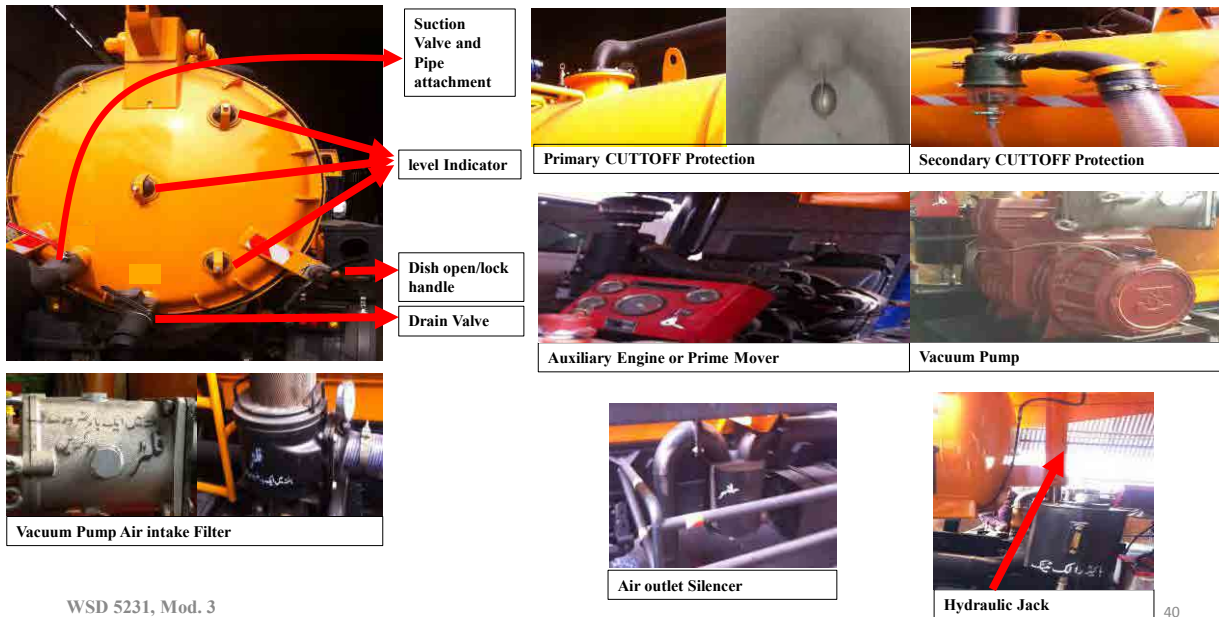 Suction
Valve and
Pipe
attachment
level Indicator
Dish open/lock
handle
Drain Valve
Primary CUTTOFF Protection
Secondary CUTTOFF Protection
Auxiliary Engine or Prime Mover
Vacuum Pump
فلٹر
Vacuum Pump Air intake Filter
Air outlet Silencer
Hydraulic Jack
WSD 5231, Mod. 3
40